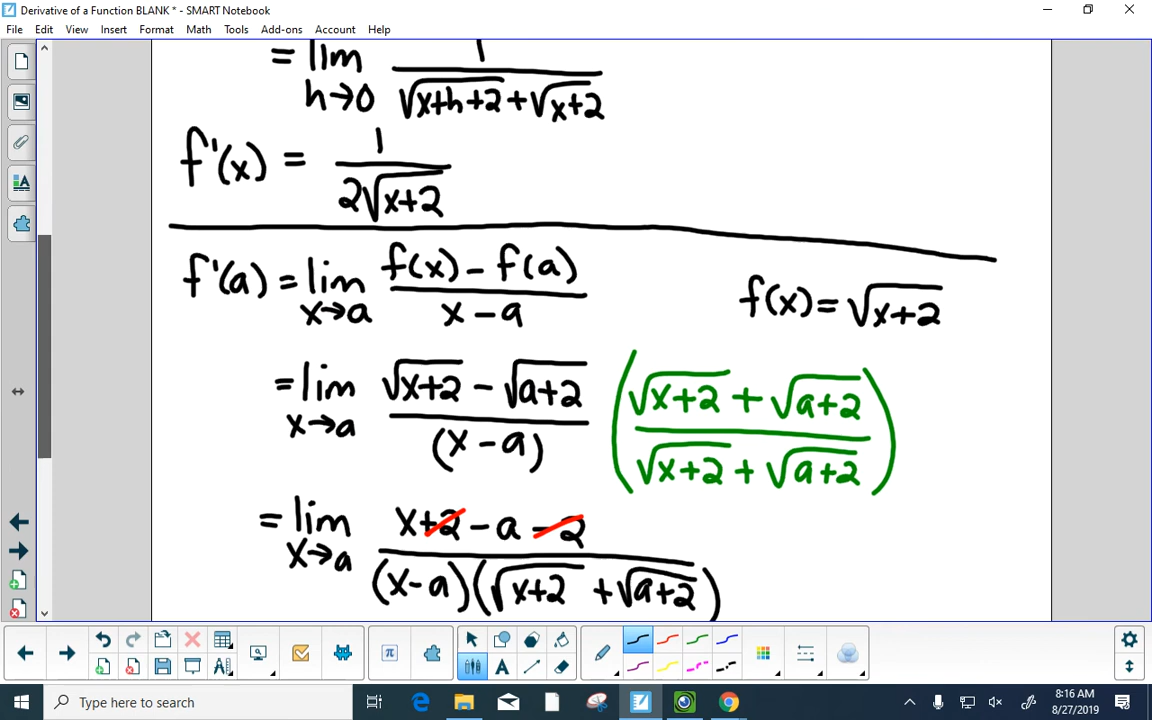 Derivative of a Function BLANK * - SMART Notebook
File Edit View Insert Format Math Tools Add-ons Account Help
= lim 1
h→0 √x+h+2 + √x+2
f'(x) = 1
2√x+2
f'(a) = lim f(x) - f(a)
x→a x - a
f(x) = √x+2
= lim √x+2 - √a+2 (√x+2 + √a+2
x→a (x - a) √x+2 + √a+2)
= lim x+2 - a - 2
x→a (x-a)(√x+2 + √a+2)
π A
Type here to search
8:16 AM
8/27/2019